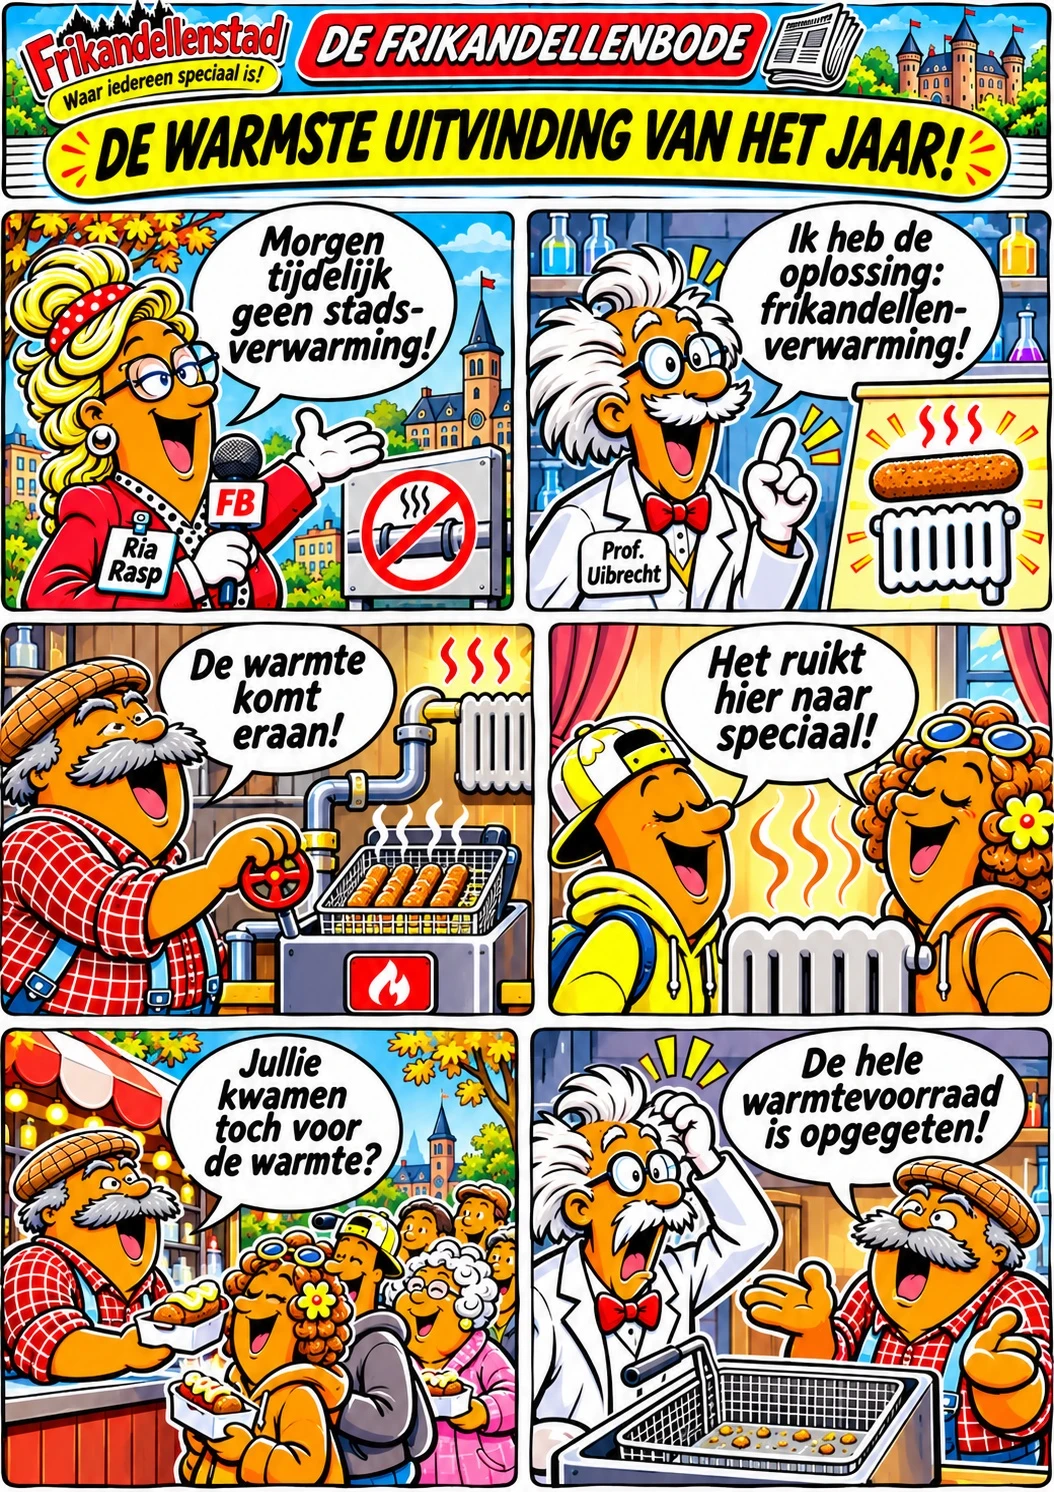 Frikandellenstad
Waar iedereen speciaal is!
DE FRIKANDELLENBODE
DE WARMSTE UITVINDING VAN HET JAAR!
Morgen
tijdelijk
geen stads-
verwarming!
FB
Ria
Rasp
Ik heb de
oplossing:
frikandellen-
verwarming!
Prof.
Uibrecht
De warmte
komt
eraan!
Het ruikt
hier naar
speciaal!
Jullie
kwamen
toch voor
de warmte?
De hele
warmtevoorraad
is opgegeten!